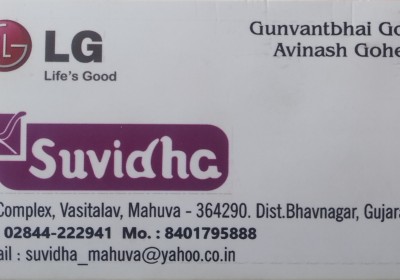 LG
Life's Good
Gunvantbhai
Avinash
Suvidha
Complex, Vasitalav, Mahuva - 364290. Dist.Bhavnagar,
02844-222941 Mo. : 8401795888
: suvidha_mahuva@yahoo.co.in